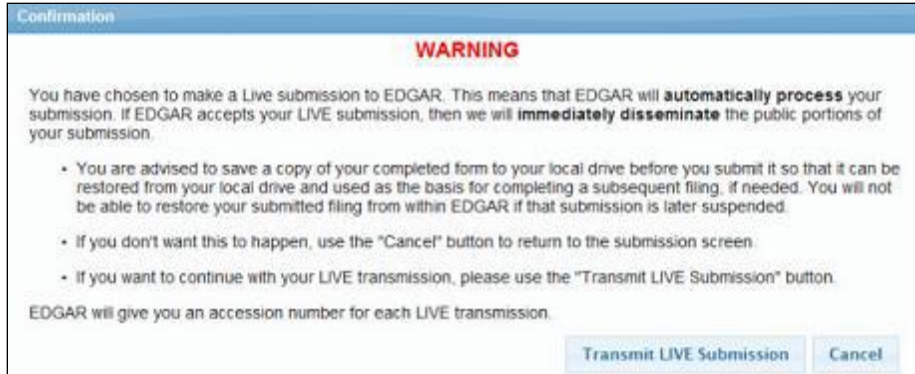 Confirmation
WARNING
You have chosen to make a Live submission to EDGAR. This means that EDGAR will automatically process your
submission. If EDGAR accepts your LIVE submission, then we will immediately disseminate the public portions of
your submission.
• You are advised to save a copy of your completed form to your local drive before you submit it so that it can be
restored from your local drive and used as the basis for completing a subsequent filing, if needed. You will not
be able to restore your submitted filing from within EDGAR if that submission is later suspended.
• If you don't want this to happen, use the "Cancel" button to return to the submission screen.
• If you want to continue with your LIVE transmission, please use the "Transmit LIVE Submission" button.
EDGAR will give you an accession number for each LIVE transmission.
Transmit LIVE Submission Cancel